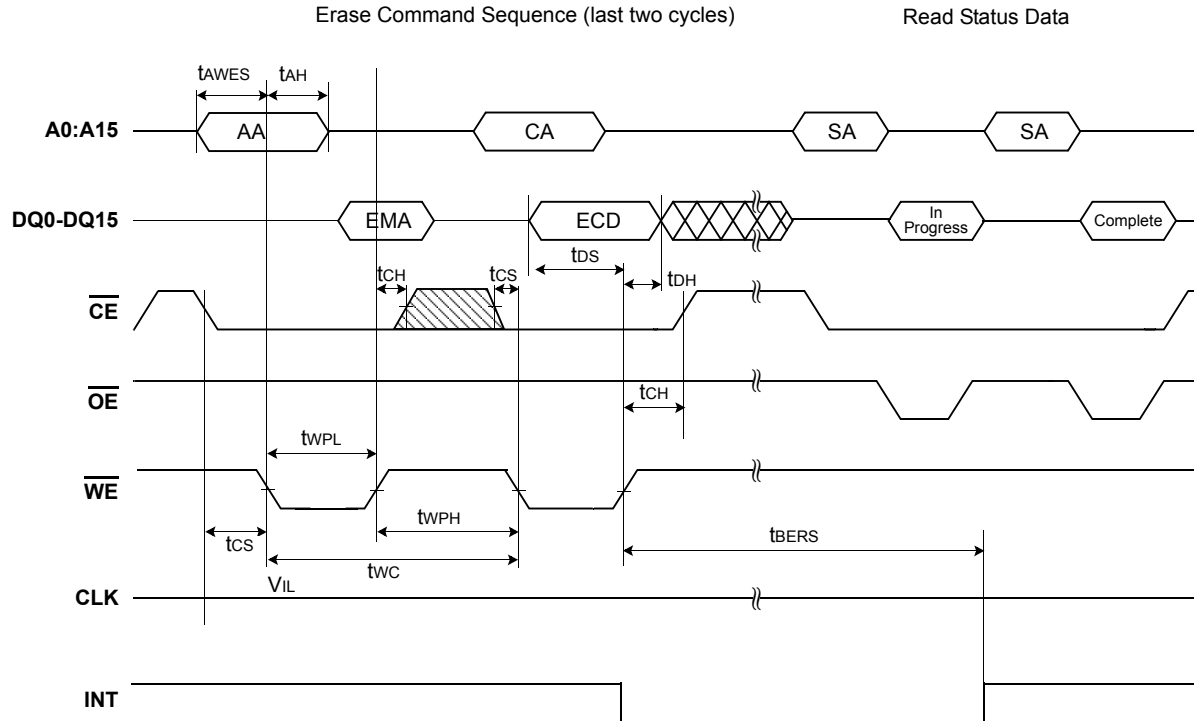 Erase Command Sequence (last two cycles) Read Status Data
tAWES tAH
A0:A15 AA CA SA SA
DQ0-DQ15 EMA ECD In Progress Complete
tDS
tCH tCS tDH
CE
tCH
OE
tWPL
WE
tWPH
tCS tBERS
tWC
VIL
CLK
INT